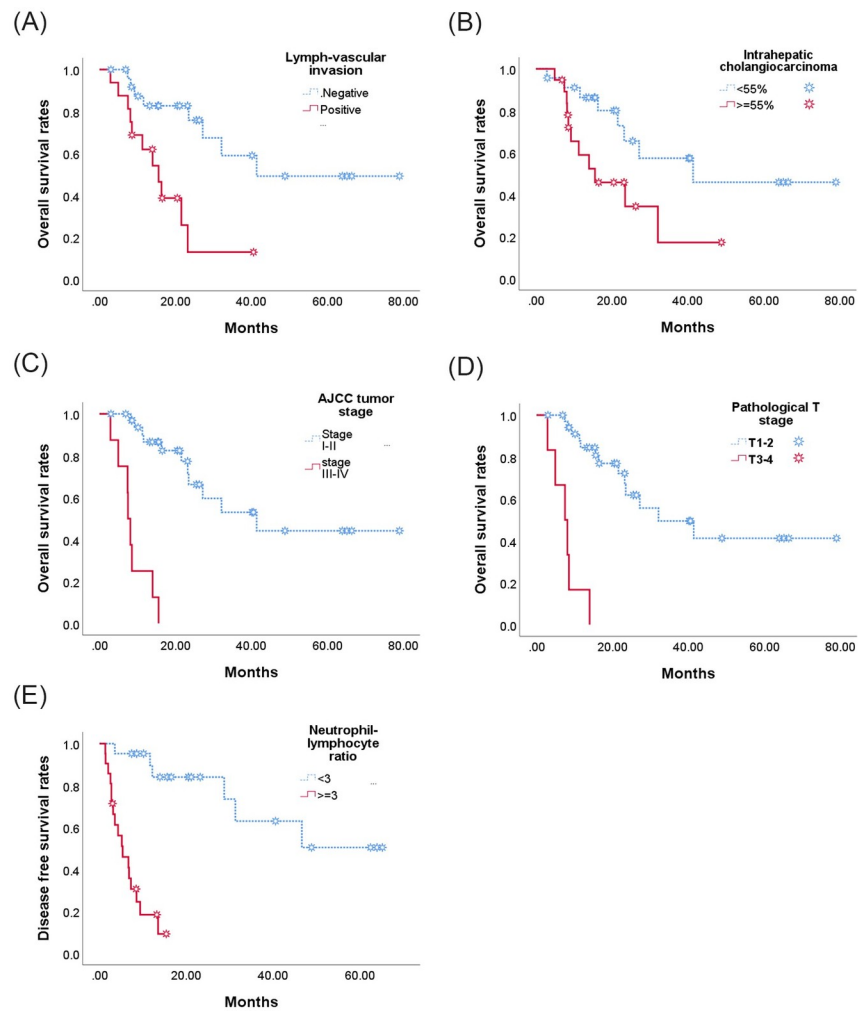 (A)
Lymph-vascular
invasion
.Negative
Positive
...
Overall survival rates
1.0
0.8
0.6
0.4
0.2
0.0
.00 20.00 40.00 60.00 80.00
Months
(B)
Intrahepatic
cholangiocarcinoma
<55%
>=55%
Overall survival rates
1.0
0.8
0.6
0.4
0.2
0.0
.00 20.00 40.00 60.00 80.00
Months
(C)
AJCC tumor
stage
Stage
I-II
...
stage
III-IV
Overall survival rates
1.0
0.8
0.6
0.4
0.2
0.0
.00 20.00 40.00 60.00 80.00
Months
(D)
Pathological T
stage
T1-2
T3-4
Overall survival rates
1.0
0.8
0.6
0.4
0.2
0.0
.00 20.00 40.00 60.00 80.00
Months
(E)
Neutrophil-
lymphocyte
ratio
<3
...
>=3
Disease free survival rates
1.0
0.8
0.6
0.4
0.2
0.0
.00 20.00 40.00 60.00
Months